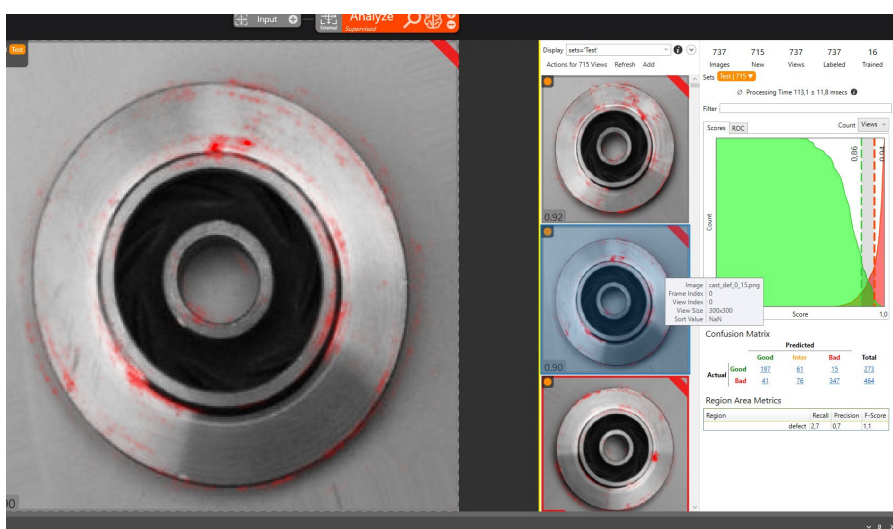 Input
External
Analyze
Supervised
Test
90
Display sets='Test'
Actions for 715 Views Refresh Add
0.92
0.90
Image cast_def_0_15.png
Frame Index 0
View Index 0
View Size 300x300
Sort Value NaN
737 715 737 737 16
Images New Views Labeled Trained
Sets Test | 715
Ø Processing Time 113,1 ± 11,8 msecs
Filter
Scores ROC Count Views
0,86 0,94
Count
Score 1,0
Confusion Matrix
Predicted
Good Inter Bad Total
Actual Good 197 61 15 273
Bad 41 76 347 464
Region Area Metrics
Region Recall Precision F-Score
defect 2,7 0,7 1,1